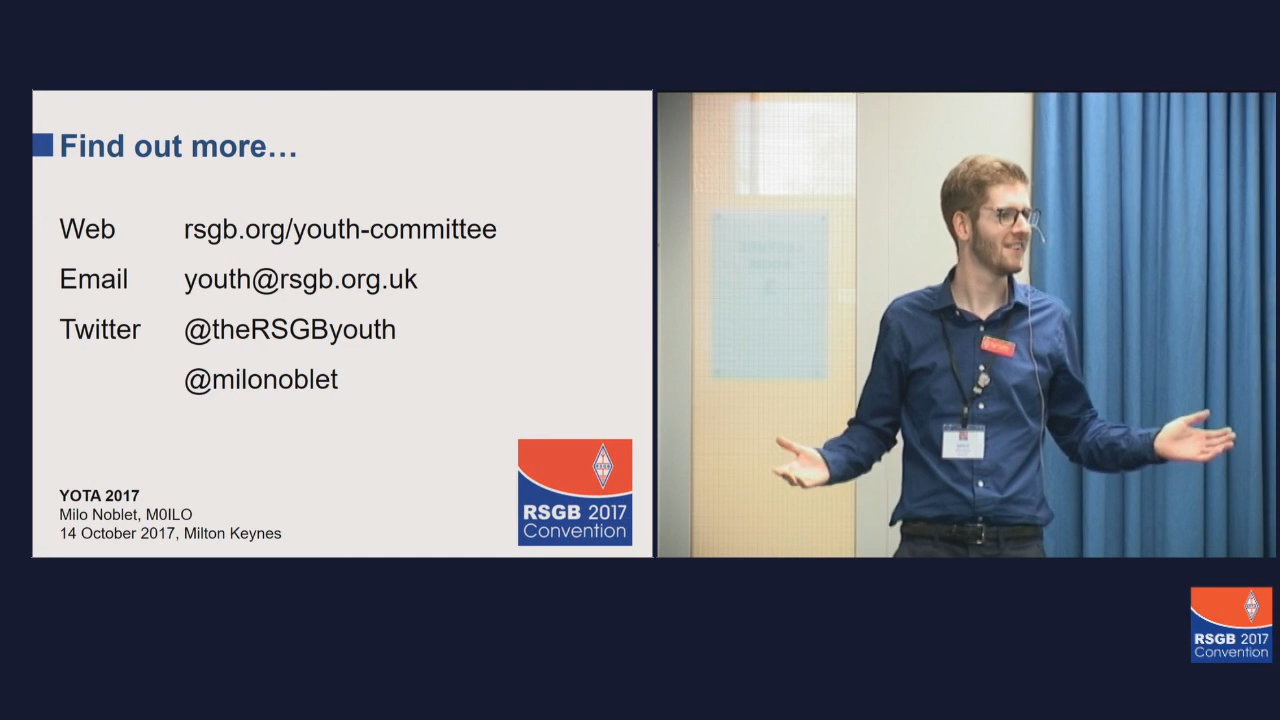 Find out more…
Web rsgb.org/youth-committee
Email youth@rsgb.org.uk
Twitter @theRSGByouth
@milonoblet
YOTA 2017
Milo Noblet, M0ILO
14 October 2017, Milton Keynes
RSGB 2017
Convention
RSGB 2017
Convention